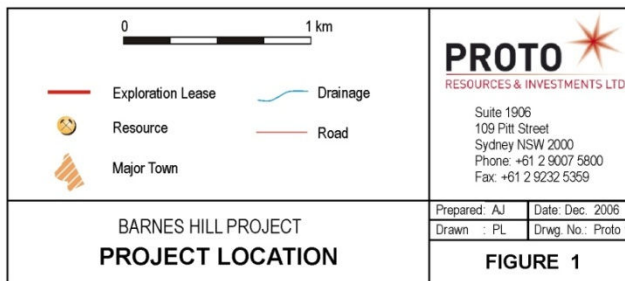 0 1 km
Exploration Lease
Drainage
Resource
Road
Major Town
BARNES HILL PROJECT
PROJECT LOCATION
PROTO
RESOURCES & INVESTMENTS LTD
Suite 1906
109 Pitt Street
Sydney NSW 2000
Phone: +61 2 9007 5800
Fax: +61 2 9232 5359
Prepared: AJ
Date: Dec. 2006
Drawn : PL
Drwg. No.: Proto
FIGURE 1